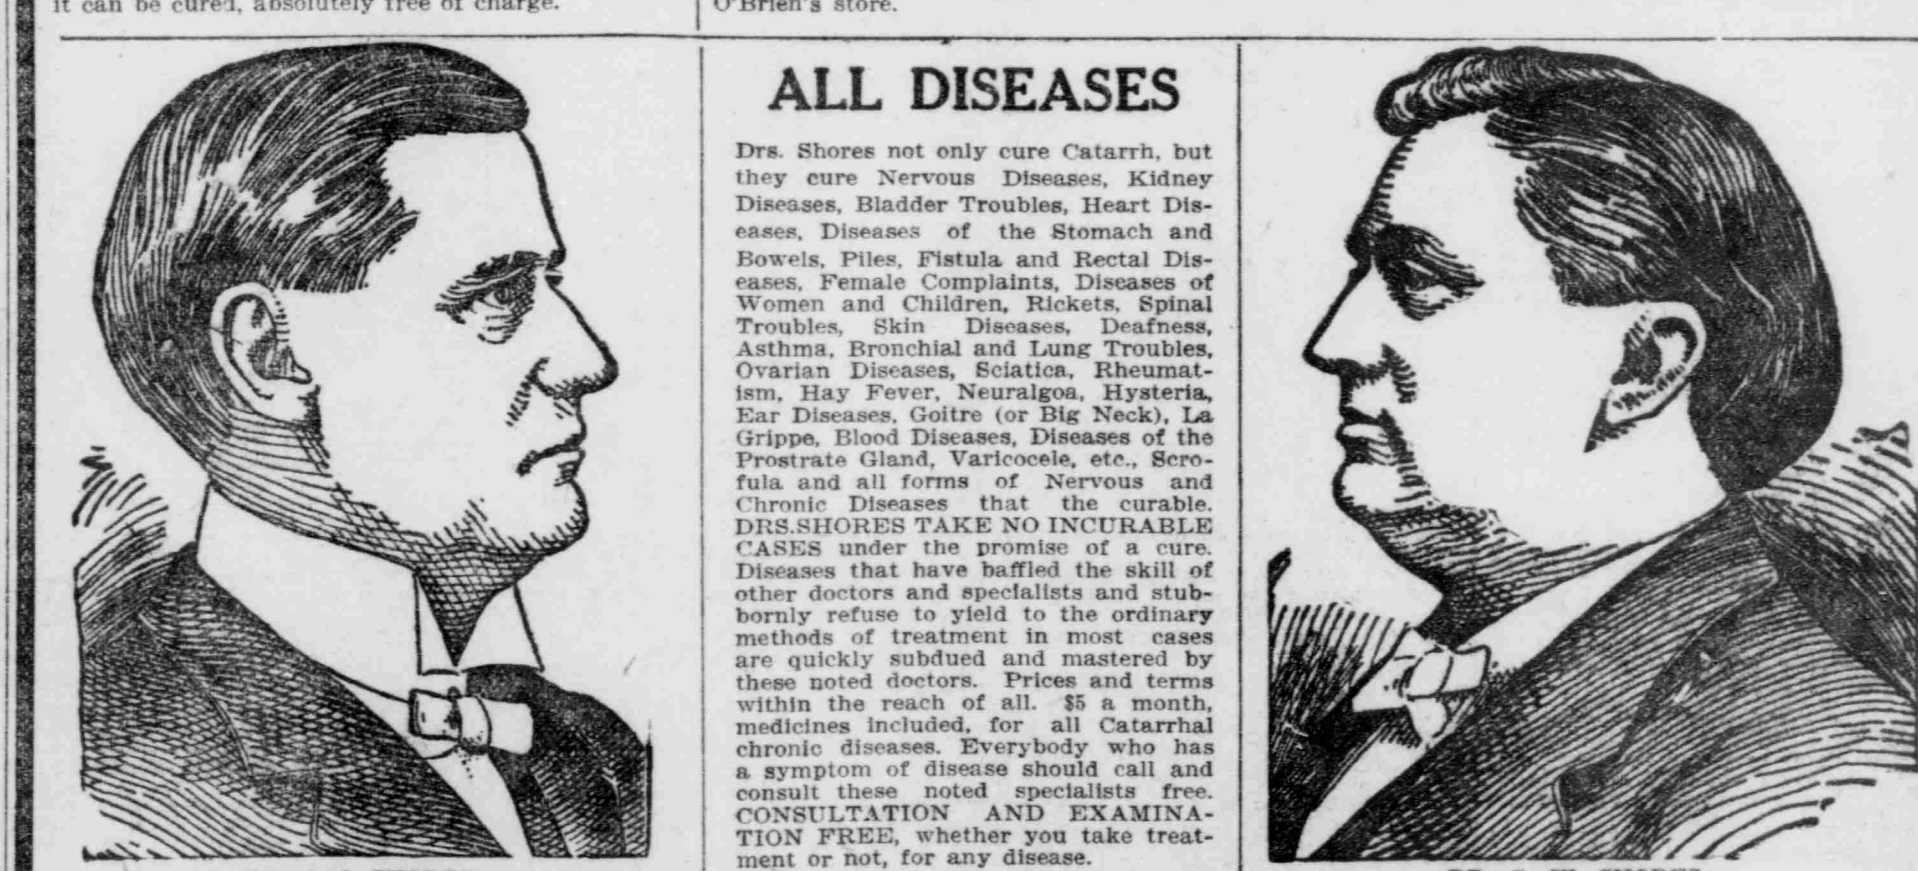 it can be cured, absolutely free of charge.
O'Brien's store.
ALL DISEASES
Drs. Shores not only cure Catarrh, but
they cure Nervous Diseases, Kidney
Diseases, Bladder Troubles, Heart Dis-
eases, Diseases of the Stomach and
Bowels, Piles, Fistula and Rectal Dis-
eases, Female Complaints, Diseases of
Women and Children, Rickets, Spinal
Troubles, Skin Diseases, Deafness,
Asthma, Bronchial and Lung Troubles,
Ovarian Diseases, Sciatica, Rheumat-
ism, Hay Fever, Neuralgoa, Hysteria,
Ear Diseases, Goitre (or Big Neck), La
Grippe, Blood Diseases, Diseases of the
Prostrate Gland, Varicocele, etc., Scro-
fula and all forms of Nervous and
Chronic Diseases that the curable.
DRS.SHORES TAKE NO INCURABLE
CASES under the promise of a cure.
Diseases that have baffled the skill of
other doctors and specialists and stub-
bornly refuse to yield to the ordinary
methods of treatment in most cases
are quickly subdued and mastered by
these noted doctors. Prices and terms
within the reach of all. $5 a month,
medicines included, for all Catarrhal
chronic diseases. Everybody who has
a symptom of disease should call and
consult these noted specialists free.
CONSULTATION AND EXAMINA-
TION FREE, whether you take treat-
ment or not, for any disease.